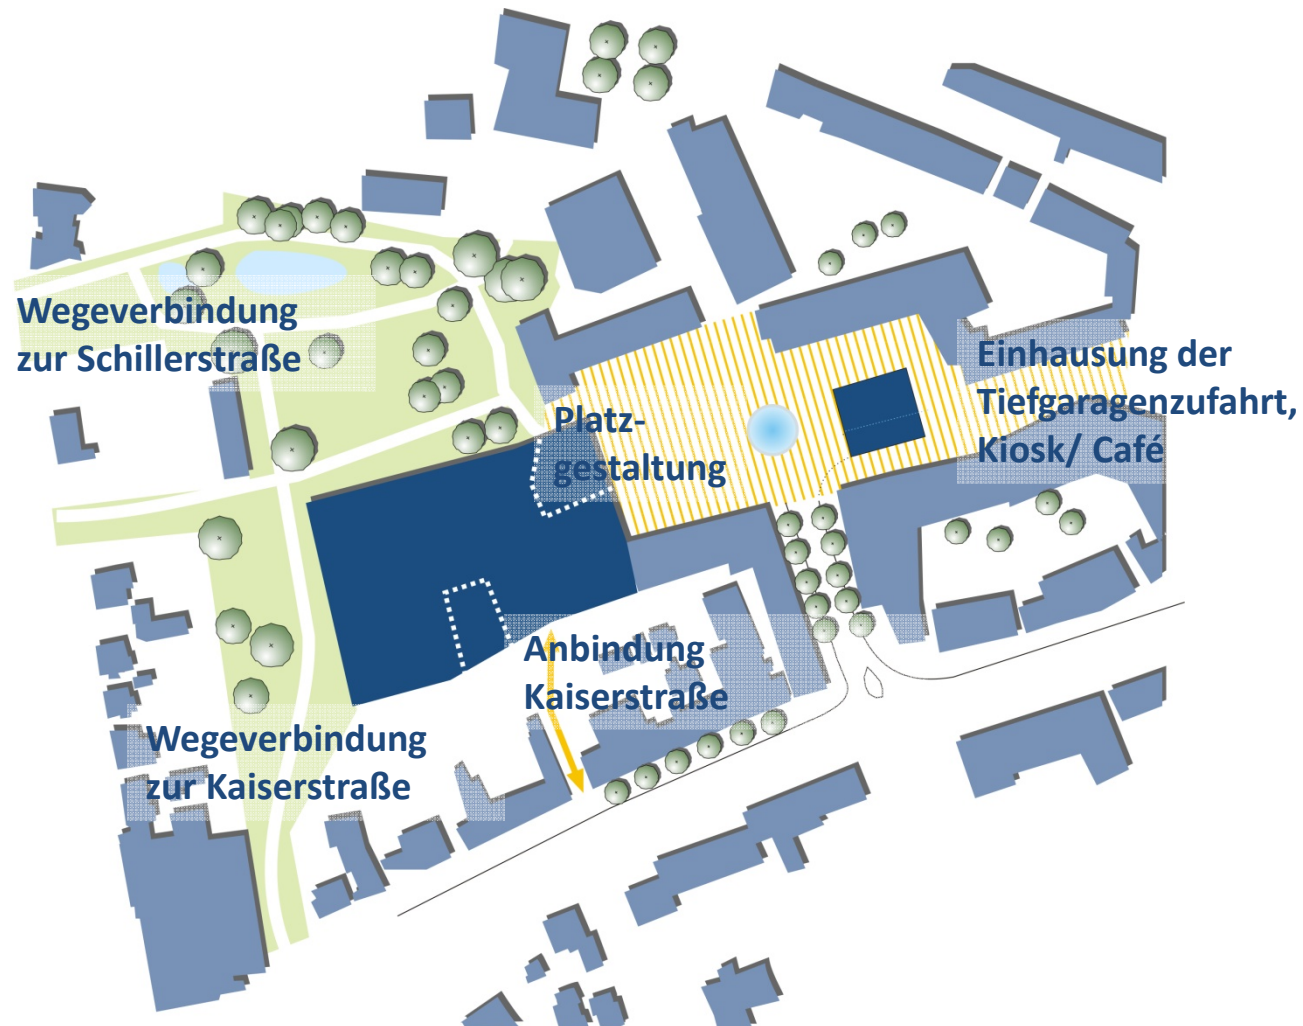 Wegeverbindung
zur Schillerstraße
Einhausung der
Tiefgaragenzufahrt,
Kiosk/ Café
Platz-
gestaltung
Anbindung
Kaiserstraße
Wegeverbindung
zur Kaiserstraße